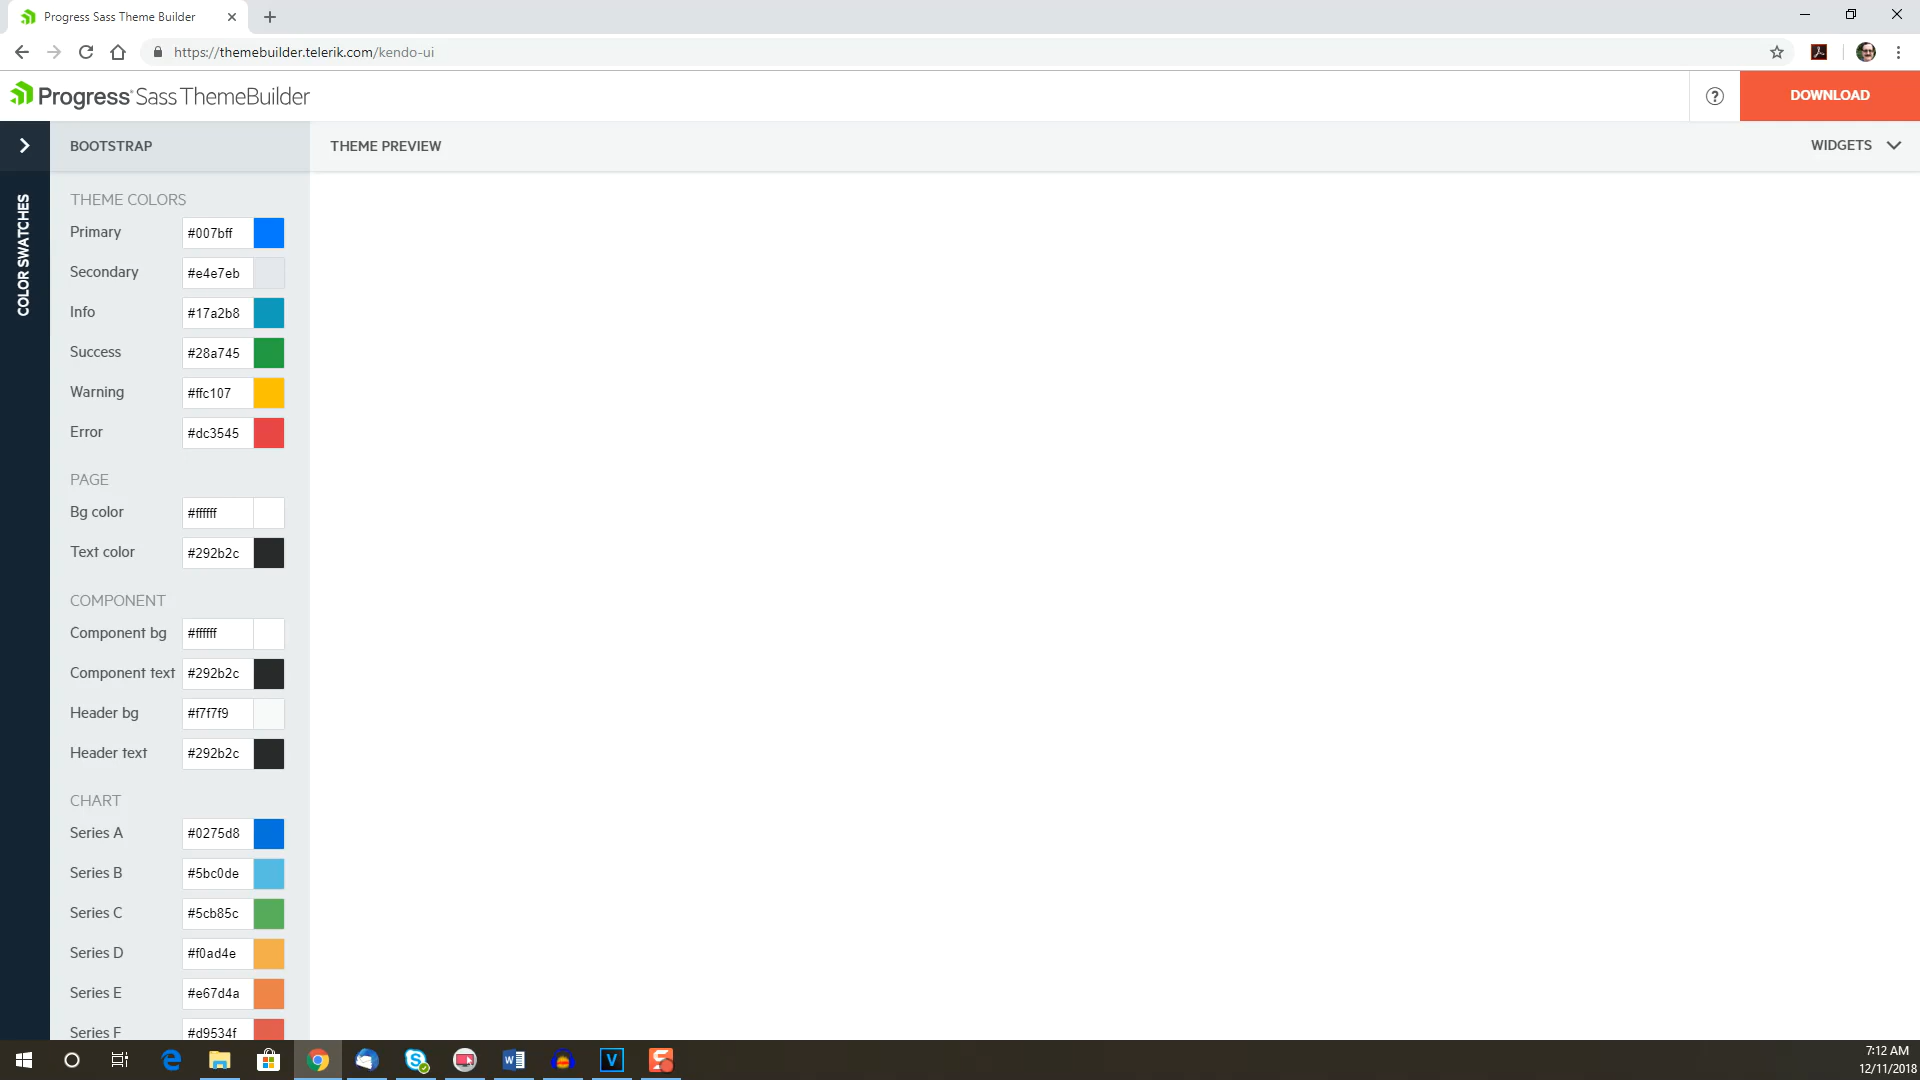 Progress Sass Theme Builder
https://themebuilder.telerik.com/kendo-ui
Progress Sass ThemeBuilder
DOWNLOAD
BOOTSTRAP
THEME PREVIEW
WIDGETS
COLOR SWATCHES
THEME COLORS
Primary #007bff
Secondary #e4e7eb
Info #17a2b8
Success #28a745
Warning #ffc107
Error #dc3545
PAGE
Bg color #ffffff
Text color #292b2c
COMPONENT
Component bg #ffffff
Component text #292b2c
Header bg #f7f7f9
Header text #292b2c
CHART
Series A #0275d8
Series B #5bc0de
Series C #5cb85c
Series D #f0ad4e
Series E #e67d4a
Series F #d9534f
7:12 AM
12/11/2018